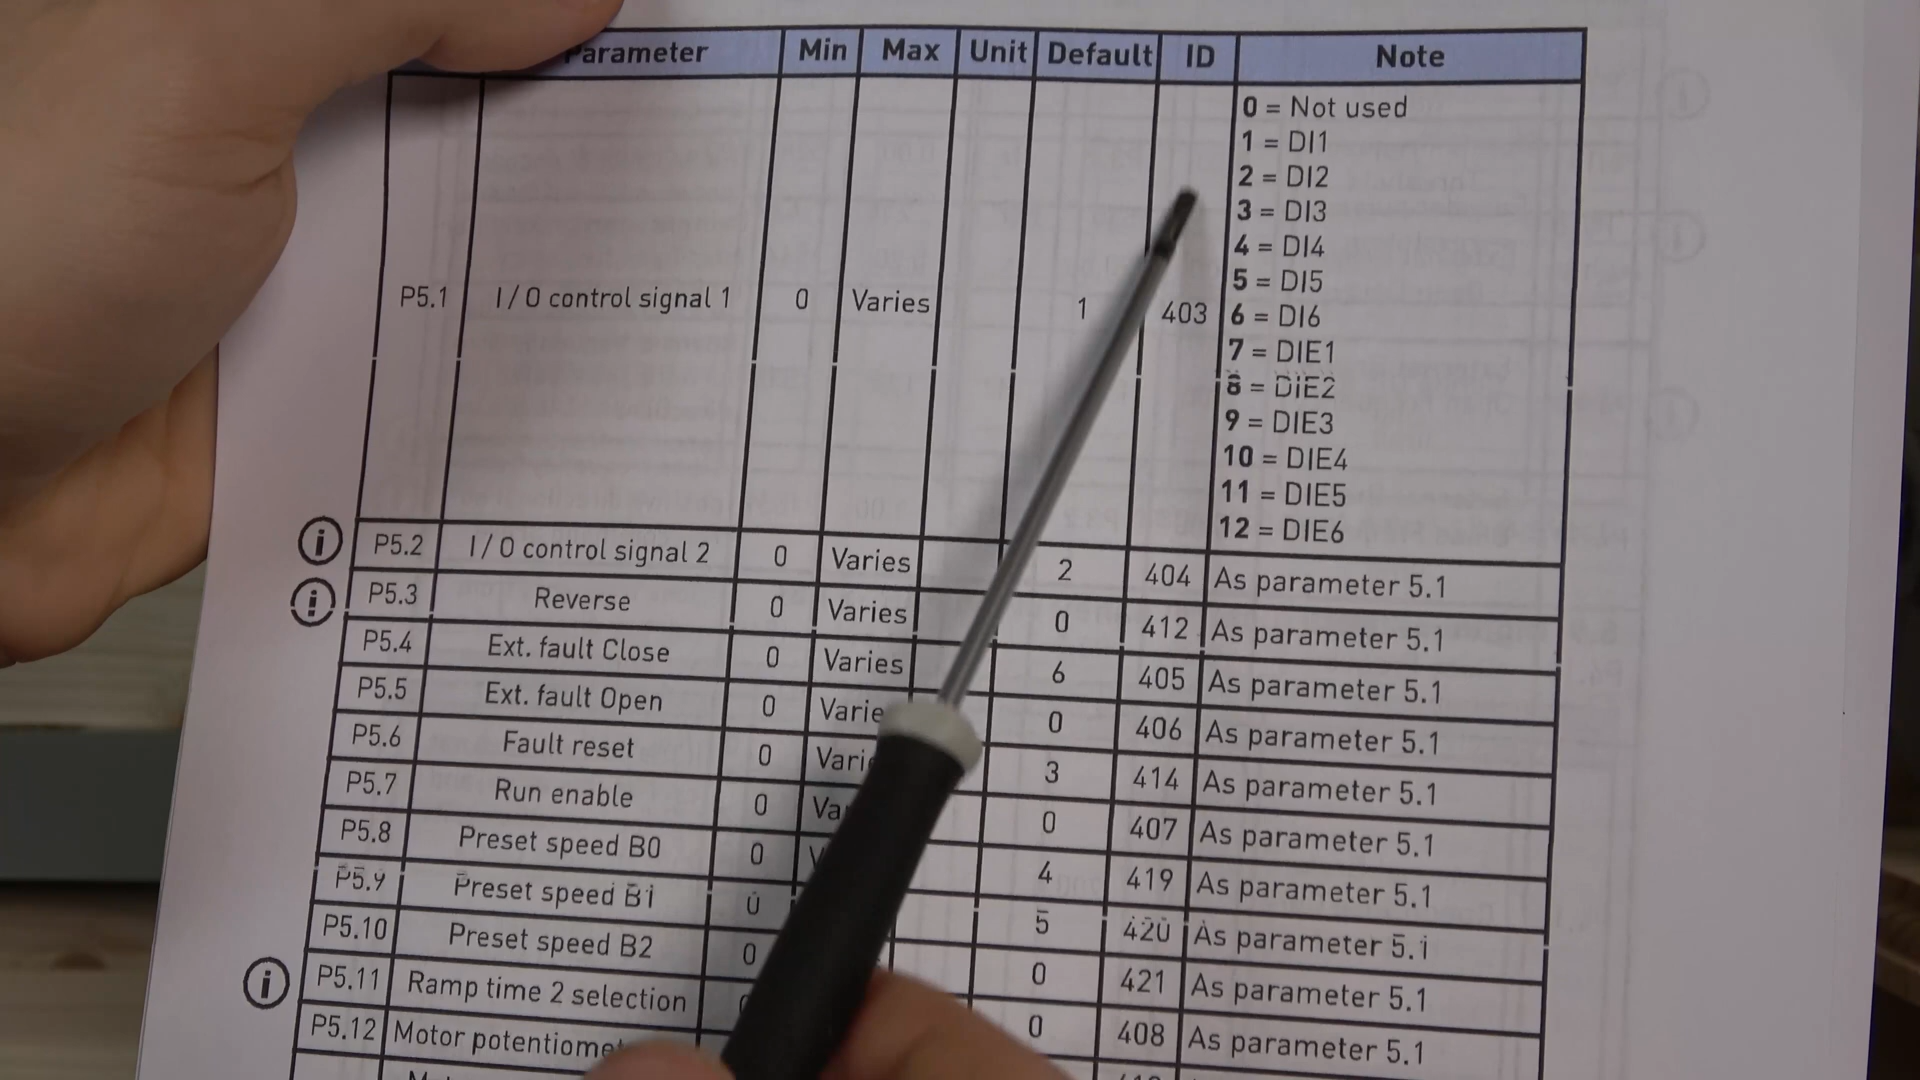 Parameter Min Max Unit Default ID Note
P5.1 I / O control signal 1 0 Varies 1 403
0 = Not used
1 = DI1
2 = DI2
3 = DI3
4 = DI4
5 = DI5
6 = DI6
7 = DIE1
8 = DIE2
9 = DIE3
10 = DIE4
11 = DIE5
12 = DIE6
P5.2 I / O control signal 2 0 Varies 2 404 As parameter 5.1
P5.3 Reverse 0 Varies 0 412 As parameter 5.1
P5.4 Ext. fault Close 0 Varies 6 405 As parameter 5.1
P5.5 Ext. fault Open 0 Varie 0 406 As parameter 5.1
P5.6 Fault reset 0 Vari 3 414 As parameter 5.1
P5.7 Run enable 0 Va 0 407 As parameter 5.1
P5.8 Preset speed B0 0 V 4 419 As parameter 5.1
P5.9 Preset speed B1 0 5 420 As parameter 5.1
P5.10 Preset speed B2 0 0 421 As parameter 5.1
P5.11 Ramp time 2 selection 0 408 As parameter 5.1
P5.12 Motor potentiomet